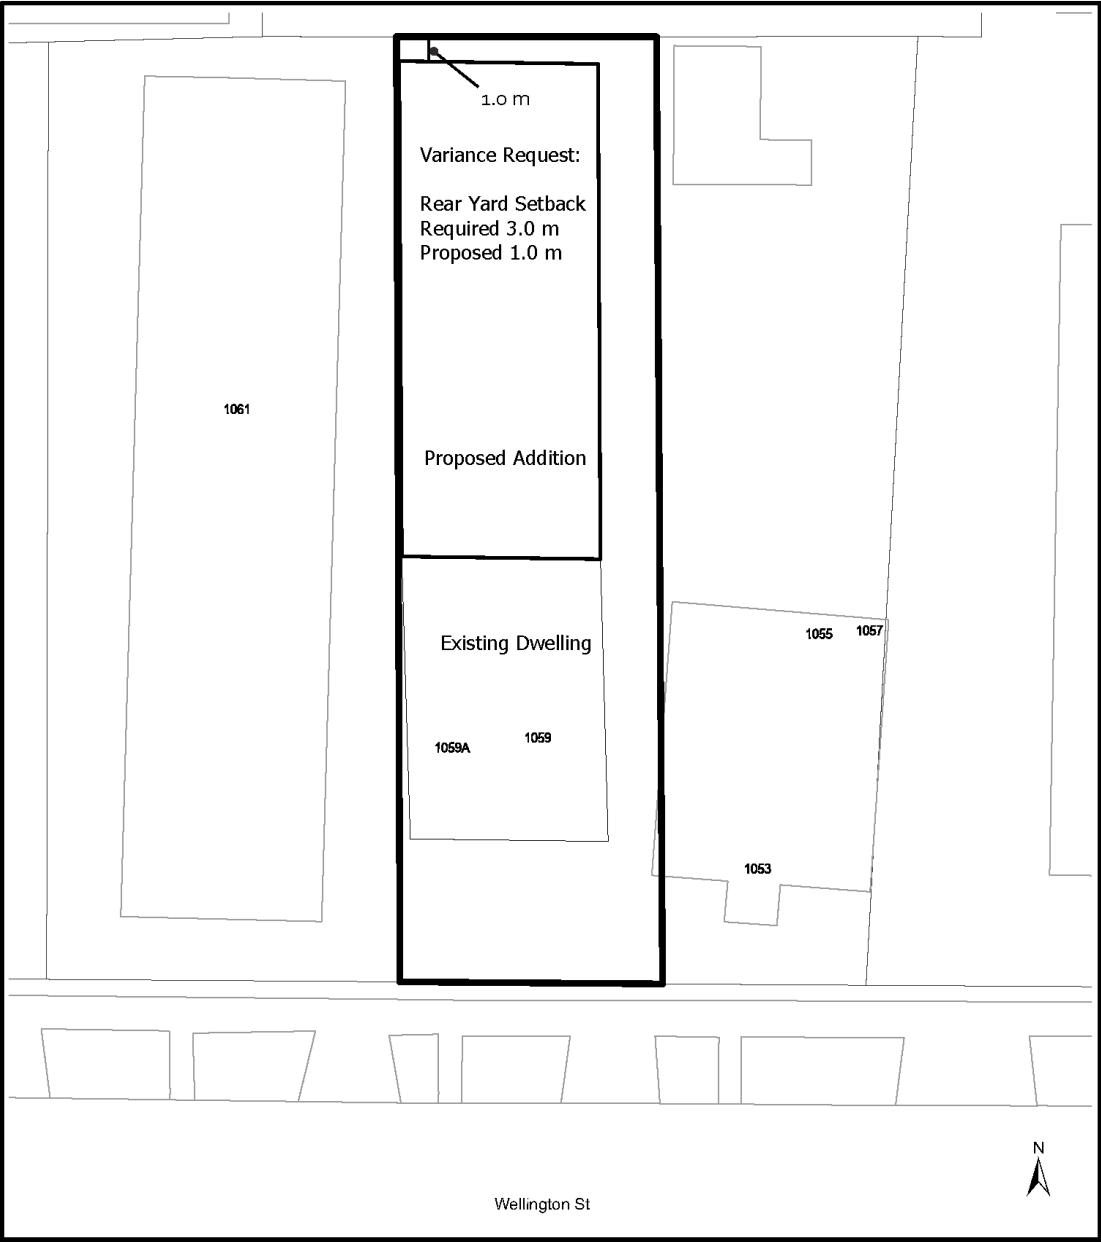 1.0 m
Variance Request:
Rear Yard Setback
Required 3.0 m
Proposed 1.0 m
1061
Proposed Addition
Existing Dwelling
1055
1057
1059A
1059
1053
N
Wellington St